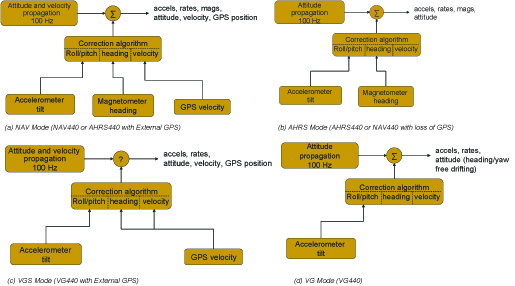 Attitude and velocity
propagation
100 Hz
Σ
accels, rates, mags,
attitude, velocity, GPS position
Correction algorithm
Roll/pitch heading velocity
Accelerometer
tilt
Magnetometer
heading
GPS velocity
(a) NAV Mode (NAV440 or AHRS440 with External GPS)
Attitude
propagation
100 Hz
Σ
accels, rates, mags,
attitude
Correction algorithm
Roll/pitch heading
Accelerometer
tilt
Magnetometer
heading
(b) AHRS Mode (AHRS440 or NAV440 with loss of GPS)
Attitude and velocity
propagation
100 Hz
?
accels, rates,
attitude, velocity, GPS position
Correction algorithm
Roll/pitch heading velocity
Accelerometer
tilt
GPS velocity
(c) VGS Mode (VG440 with External GPS)
Attitude
propagation
100 Hz
Σ
accels, rates,
attitude (heading/yaw
free drifting)
Correction algorithm
Roll/pitch
Accelerometer
tilt
(d) VG Mode (VG440)